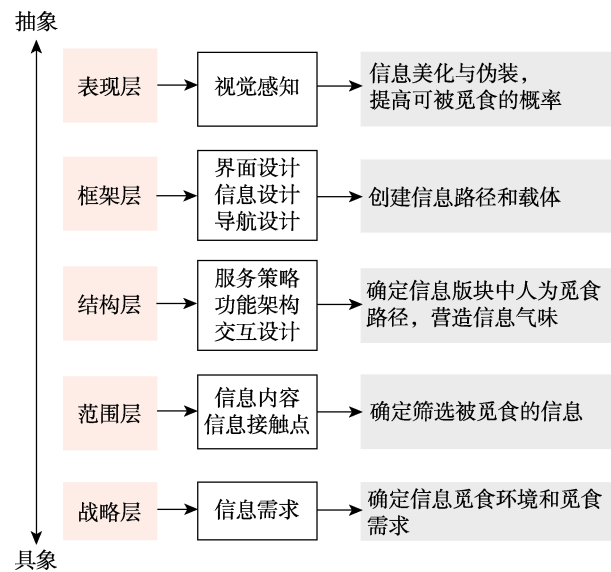 抽象
表现层
视觉感知
信息美化与伪装，
提高可被觅食的概率
框架层
界面设计
信息设计
导航设计
创建信息路径和载体
结构层
服务策略
功能架构
交互设计
确定信息版块中人为觅食
路径，营造信息气味
范围层
信息内容
信息接触点
确定筛选被觅食的信息
战略层
信息需求
确定信息觅食环境和觅食
需求
具象